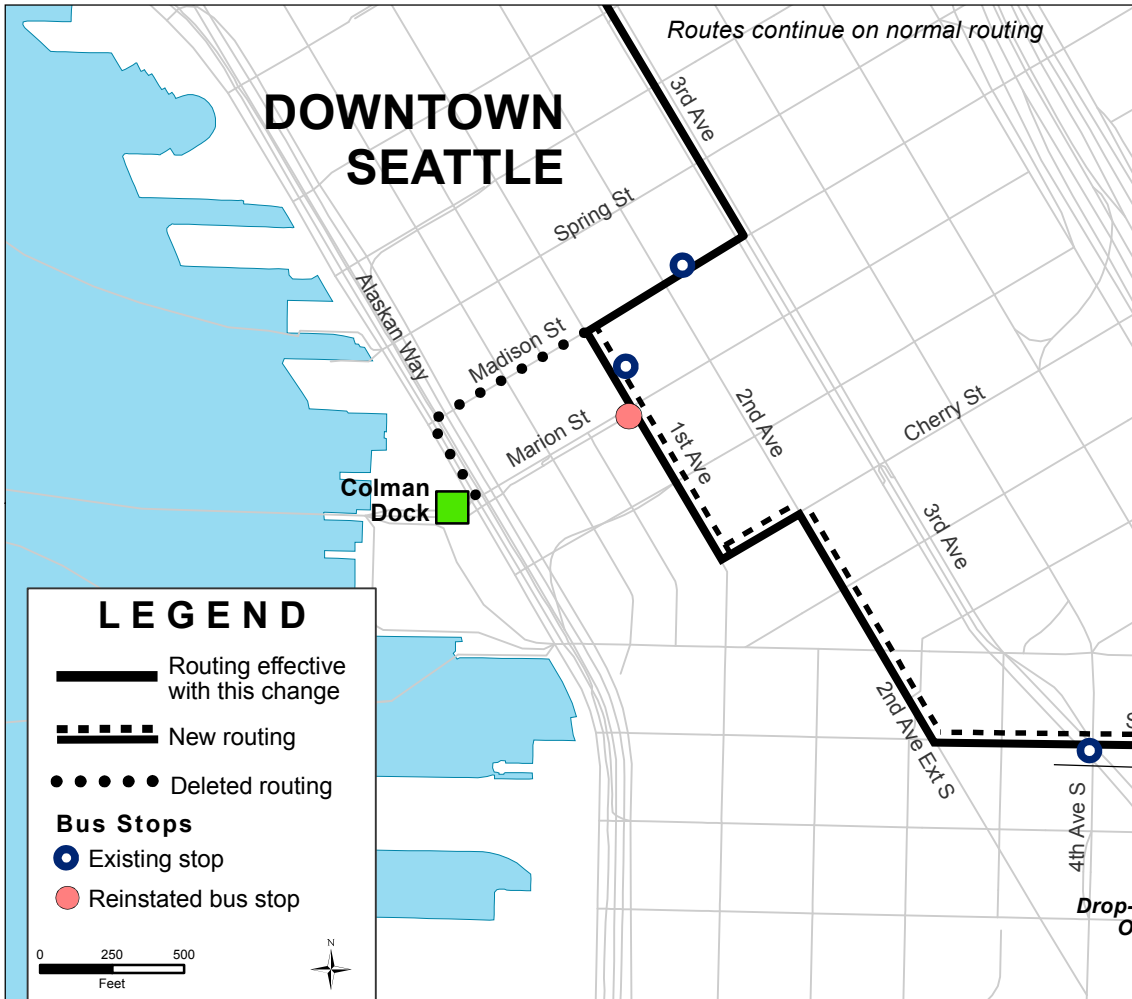 Routes continue on normal routing
DOWNTOWN
SEATTLE
3rd Ave
Spring St
Alaskan Way
Madison St
Marion St
1st Ave
2nd Ave
Cherry St
3rd Ave
Colman
Dock
2nd Ave Ext S
S
4th Ave S
Drop-
O
LEGEND
Routing effective
with this change
New routing
Deleted routing
Bus Stops
Existing stop
Reinstated bus stop
0 250 500
Feet
N